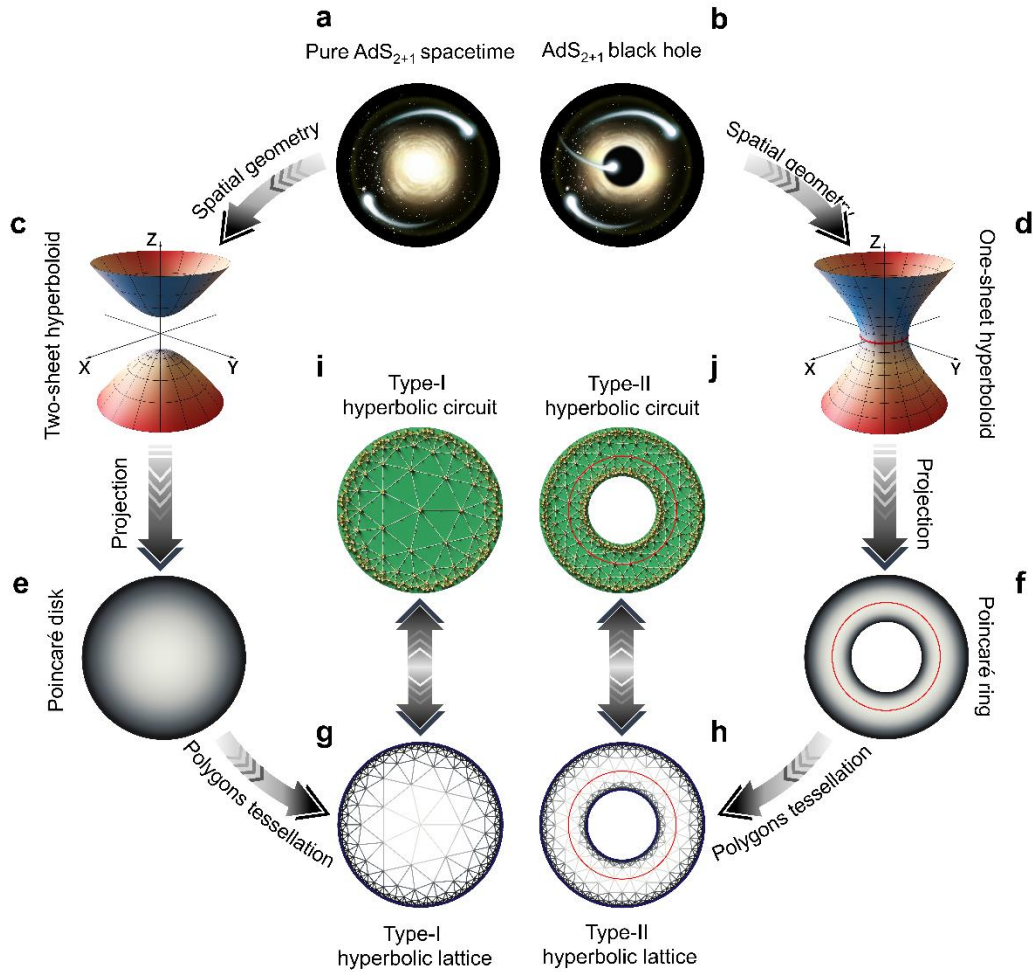 a
b
Pure AdS₂₊₁ spacetime
AdS₂₊₁ black hole
Spatial geometry
Spatial geometry
c
d
Two-sheet hyperboloid
Z
X
Y
Z
X
Y
One-sheet hyperboloid
i
j
Type-I
hyperbolic circuit
Type-II
hyperbolic circuit
Projection
Projection
e
f
Poincaré disk
Poincaré ring
g
h
Polygons tessellation
Polygons tessellation
Type-I
hyperbolic lattice
Type-II
hyperbolic lattice